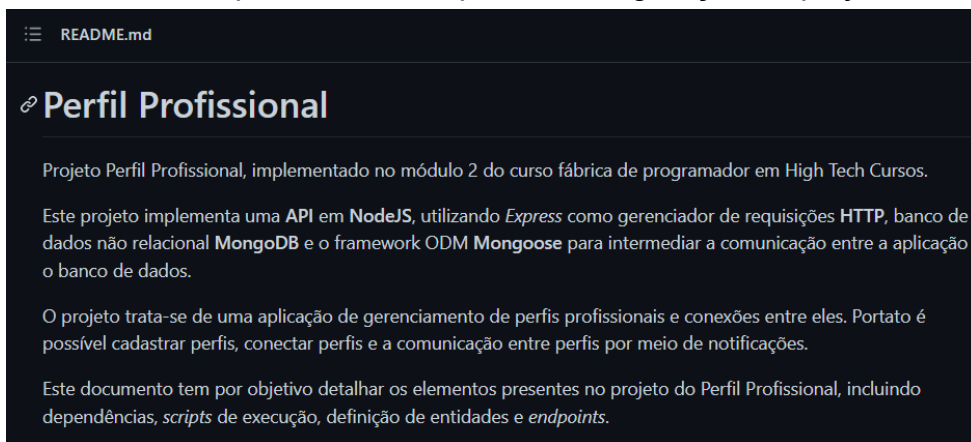 README.md
Perfil Profissional
Projeto Perfil Profissional, implementado no módulo 2 do curso fábrica de programador em High Tech Cursos.
Este projeto implementa uma API em NodeJS, utilizando Express como gerenciador de requisições HTTP, banco de
dados não relacional MongoDB e o framework ODM Mongoose para intermediar a comunicação entre a aplicação
o banco de dados.
O projeto trata-se de uma aplicação de gerenciamento de perfis profissionais e conexões entre eles. Portato é
possível cadastrar perfis, conectar perfis e a comunicação entre perfis por meio de notificações.
Este documento tem por objetivo detalhar os elementos presentes no projeto do Perfil Profissional, incluindo
dependências, scripts de execução, definição de entidades e endpoints.